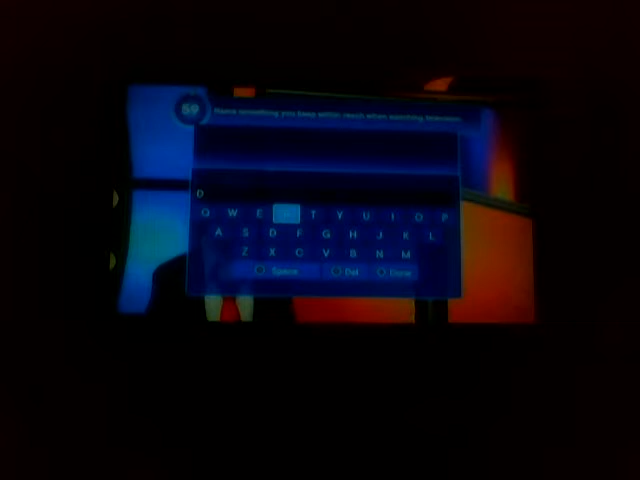 59
Name something you keep within reach when watching television.
D
Q W E T Y U I O P
A S D F G H J K L
Z X C V B N M
Space Del Done